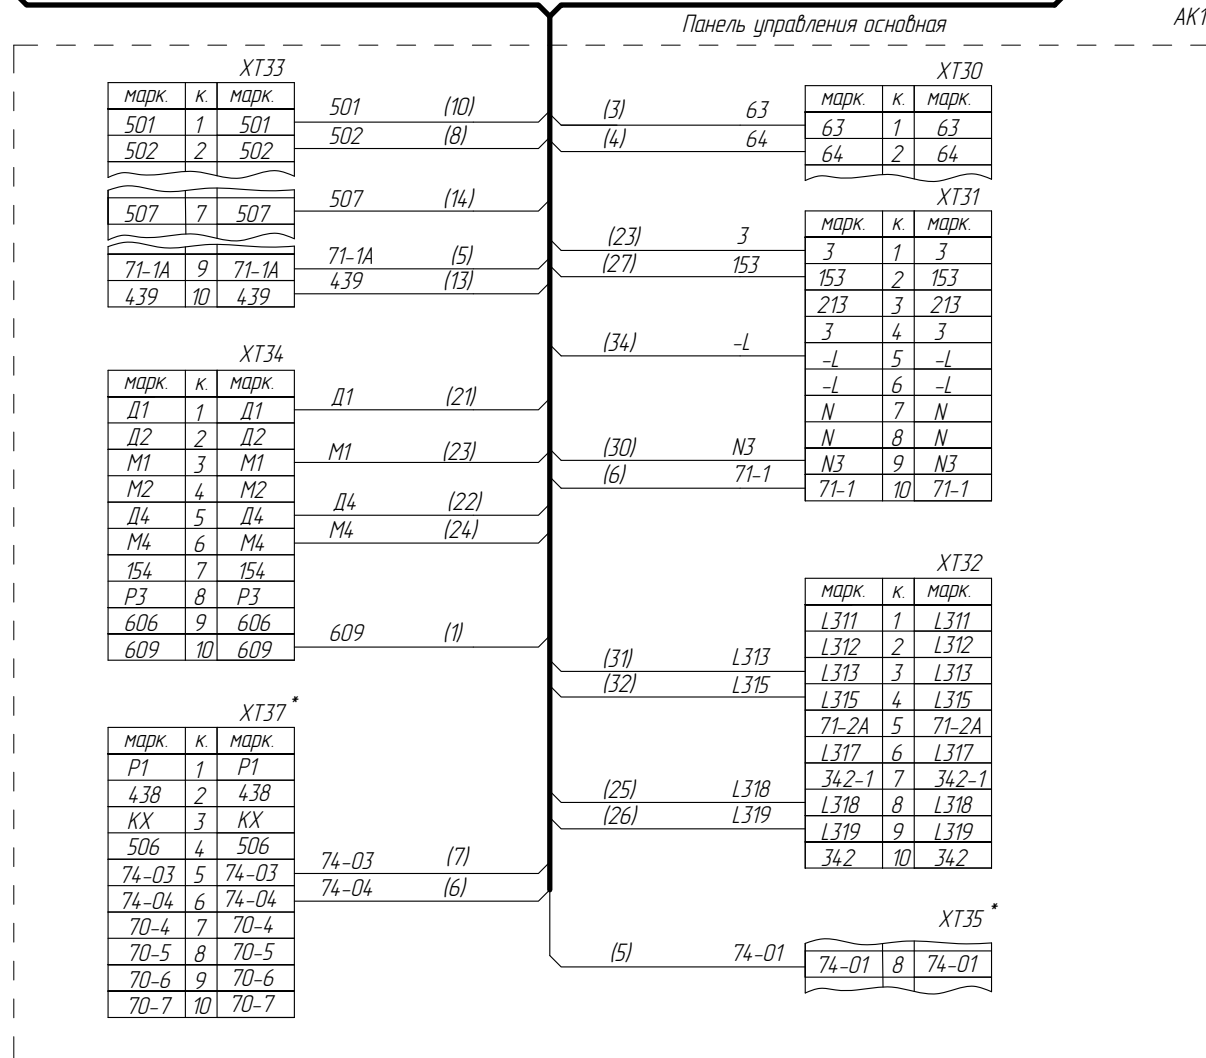 Панель управления основная
АК1
ХТ33
марк. к. марк.
501 1 501 501 (10)
502 2 502 502 (8)
507 7 507 507 (14)
71-1А 9 71-1А 71-1А (5)
439 10 439 439 (13)
ХТ34
марк. к. марк.
Д1 1 Д1 Д1 (21)
Д2 2 Д2
М1 3 М1 М1 (23)
М2 4 М2
Д4 5 Д4 Д4 (22)
М4 6 М4 М4 (24)
154 7 154
Р3 8 Р3
606 9 606
609 10 609 609 (1)
ХТ37*
марк. к. марк.
Р1 1 Р1
438 2 438
КХ 3 КХ
506 4 506
74-03 5 74-03 74-03 (7)
74-04 6 74-04 74-04 (6)
70-4 7 70-4
70-5 8 70-5
70-6 9 70-6
70-7 10 70-7
ХТ30
марк. к. марк.
(3) 63 63 1 63
(4) 64 64 2 64
ХТ31
марк. к. марк.
(23) 3 3 1 3
(27) 153 153 2 153
213 3 213
3 4 3
(34) -L -L 5 -L
-L 6 -L
N 7 N
N 8 N
(30) N3 N3 9 N3
(6) 71-1 71-1 10 71-1
ХТ32
марк. к. марк.
L311 1 L311
L312 2 L312
(31) L313 L313 3 L313
(32) L315 L315 4 L315
71-2А 5 71-2А
L317 6 L317
342-1 7 342-1
(25) L318 L318 8 L318
(26) L319 L319 9 L319
342 10 342
ХТ35*
(5) 74-01 74-01 8 74-01